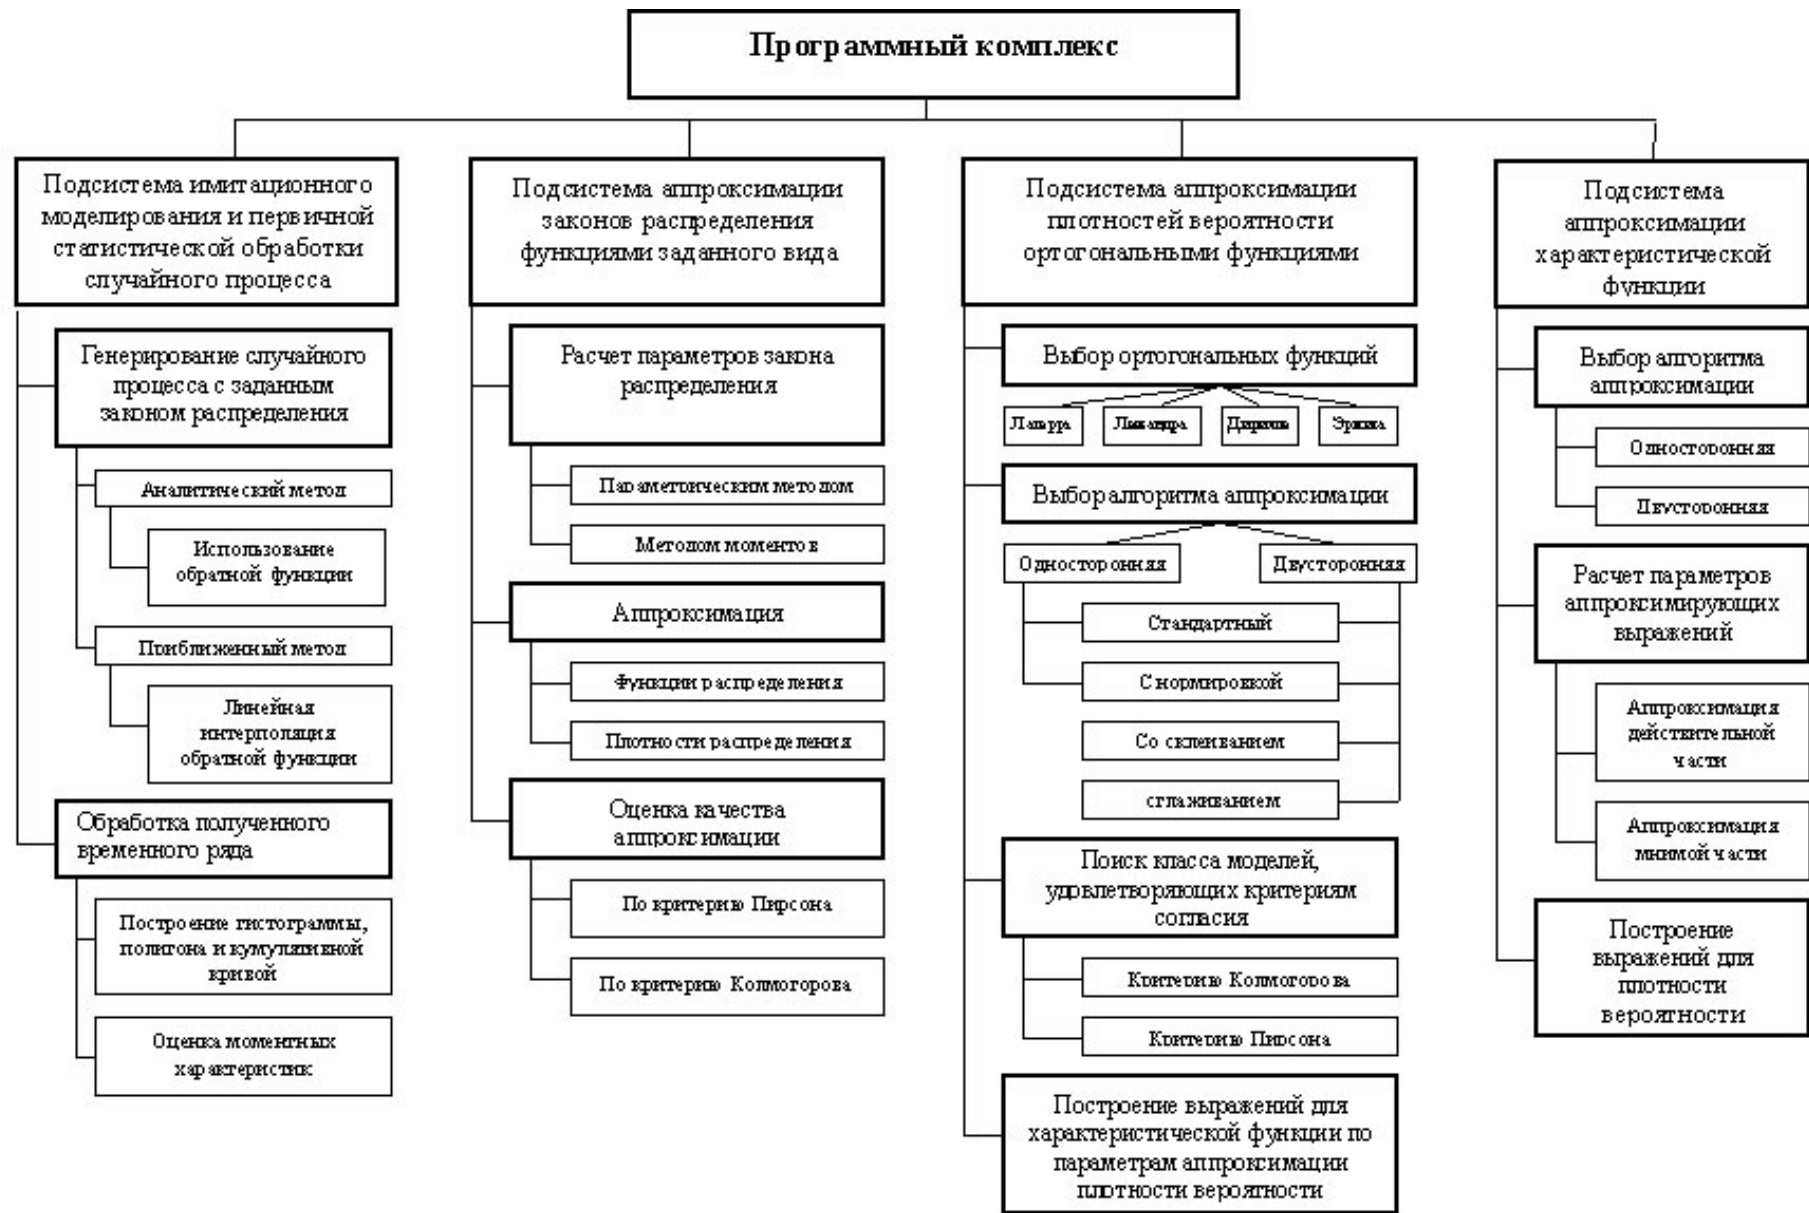 Программный комплекс
Подсистема имитационного
моделирования и первичной
статистической обработки
случайного процесса
Генерирование случайного
процесса с заданным
законом распределения
Аналитический метод
Использование
обратной функции
Приближенный метод
Линейная
интерполяция
обратной функции
Обработка полученного
временного ряда
Построение гистограммы,
полигона и кумулятивной
кривой
Оценка моментных
характеристик
Подсистема аппроксимации
законов распределения
функциями заданного вида
Расчет параметров закона
распределения
Параметрическим методом
Методом моментов
Аппроксимация
Функции распределения
Плотности распределения
Оценка качества
аппроксимации
По критерию Пирсона
По критерию Колмогорова
Подсистема аппроксимации
плотностей вероятности
ортогональными функциями
Выбор ортогональных функций
Выбор алгоритма аппроксимации
Односторонняя
Двусторонняя
Стандартный
С нормировкой
Со склеиванием
сглаживанием
Поиск класса моделей,
удовлетворяющих критериям
согласия
Критерию Колмогорова
Критерию Пирсона
Построение выражений для
характеристической функции по
параметрам аппроксимации
плотности вероятности
Подсистема
аппроксимации
характеристической
функции
Выбор алгоритма
аппроксимации
Односторонняя
Двусторонняя
Расчет параметров
аппроксимирующих
выражений
Аппроксимация
действительной
части
Аппроксимация
мнимой части
Построение
выражений для
плотности
вероятности